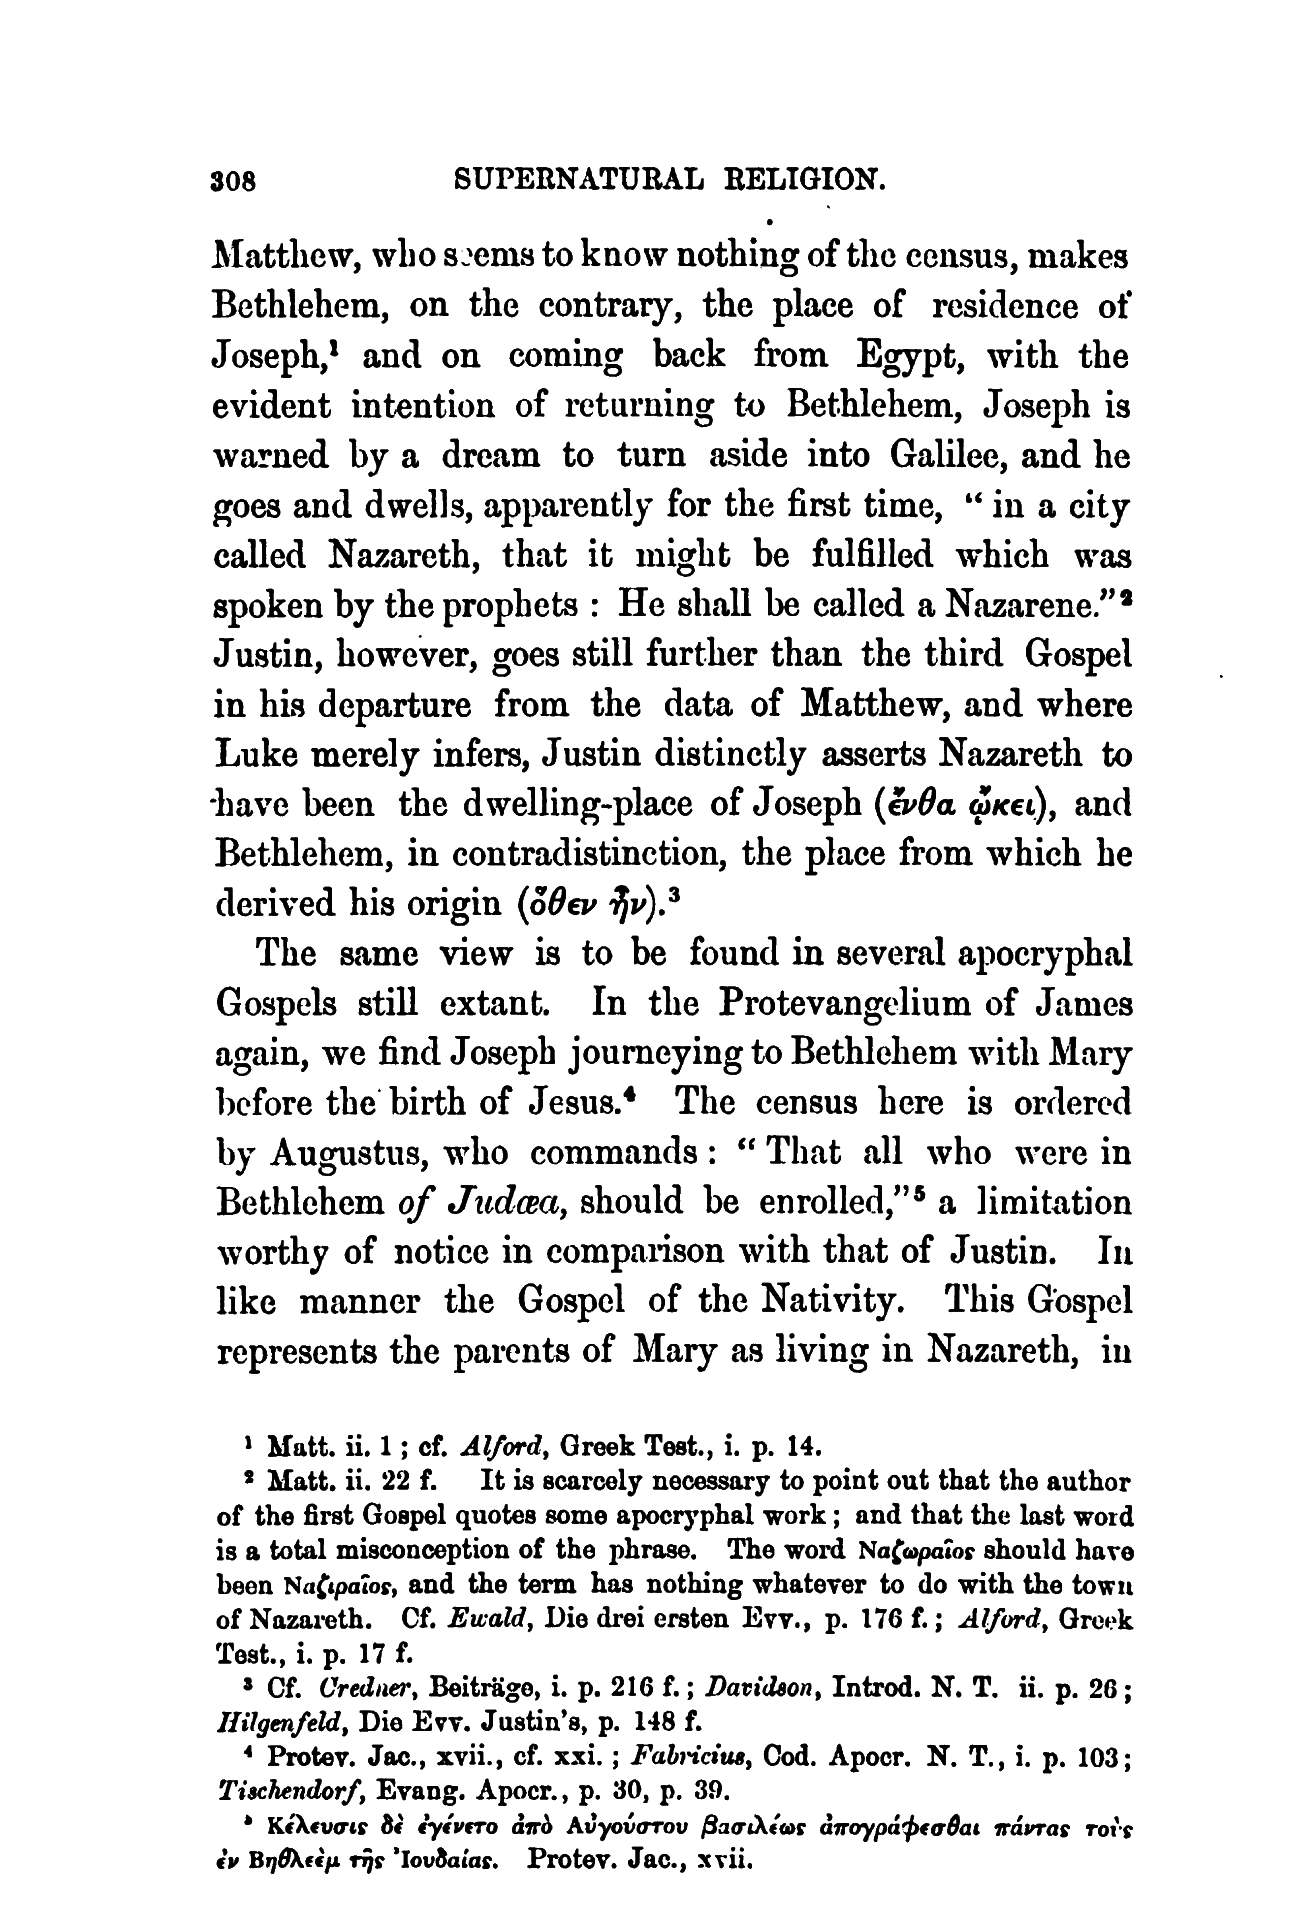 308 SUPERNATURAL RELIGION.
Matthew, who seems to know nothing of the census, makes
Bethlehem, on the contrary, the place of residence of
Joseph,¹ and on coming back from Egypt, with the
evident intention of returning to Bethlehem, Joseph is
warned by a dream to turn aside into Galilee, and he
goes and dwells, apparently for the first time, “in a city
called Nazareth, that it might be fulfilled which was
spoken by the prophets : He shall be called a Nazarene.”²
Justin, however, goes still further than the third Gospel
in his departure from the data of Matthew, and where
Luke merely infers, Justin distinctly asserts Nazareth to
have been the dwelling-place of Joseph (ἔνθα ᾤκει), and
Bethlehem, in contradistinction, the place from which he
derived his origin (ὅθεν ἦν).³
The same view is to be found in several apocryphal
Gospels still extant. In the Protevangelium of James
again, we find Joseph journeying to Bethlehem with Mary
before the birth of Jesus.⁴ The census here is ordered
by Augustus, who commands : “That all who were in
Bethlehem of Judæa, should be enrolled,”⁵ a limitation
worthy of notice in comparison with that of Justin. In
like manner the Gospel of the Nativity. This Gospel
represents the parents of Mary as living in Nazareth, in
¹ Matt. ii. 1 ; cf. Alford, Greek Test., i. p. 14.
² Matt. ii. 22 f. It is scarcely necessary to point out that the author
of the first Gospel quotes some apocryphal work ; and that the last word
is a total misconception of the phrase. The word Ναζωραῖος should have
been Ναζιραῖος, and the term has nothing whatever to do with the town
of Nazareth. Cf. Ewald, Die drei ersten Evv., p. 176 f. ; Alford, Greek
Test., i. p. 17 f.
³ Cf. Credner, Beiträge, i. p. 216 f. ; Davidson, Introd. N. T. ii. p. 26 ;
Hilgenfeld, Die Evv. Justin's, p. 148 f.
⁴ Protev. Jac., xvii., cf. xxi. ; Fabricius, Cod. Apocr. N. T., i. p. 103 ;
Tischendorf, Evang. Apocr., p. 30, p. 39.
⁵ Κέλευσις δὲ ἐγένετο ἀπὸ Αὐγούστου βασιλέως ἀπογράφεσθαι πάντας τοὺς
ἐν Βηθλεὲμ τῆς Ἰουδαίας. Protev. Jac., xvii.